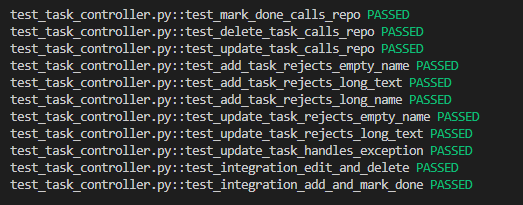 test_task_controller.py::test_mark_done_calls_repo PASSED
test_task_controller.py::test_delete_task_calls_repo PASSED
test_task_controller.py::test_update_task_calls_repo PASSED
test_task_controller.py::test_add_task_rejects_empty_name PASSED
test_task_controller.py::test_add_task_rejects_long_text PASSED
test_task_controller.py::test_add_task_rejects_long_name PASSED
test_task_controller.py::test_update_task_rejects_empty_name PASSED
test_task_controller.py::test_update_task_rejects_long_text PASSED
test_task_controller.py::test_update_task_handles_exception PASSED
test_task_controller.py::test_integration_edit_and_delete PASSED
test_task_controller.py::test_integration_add_and_mark_done PASSED